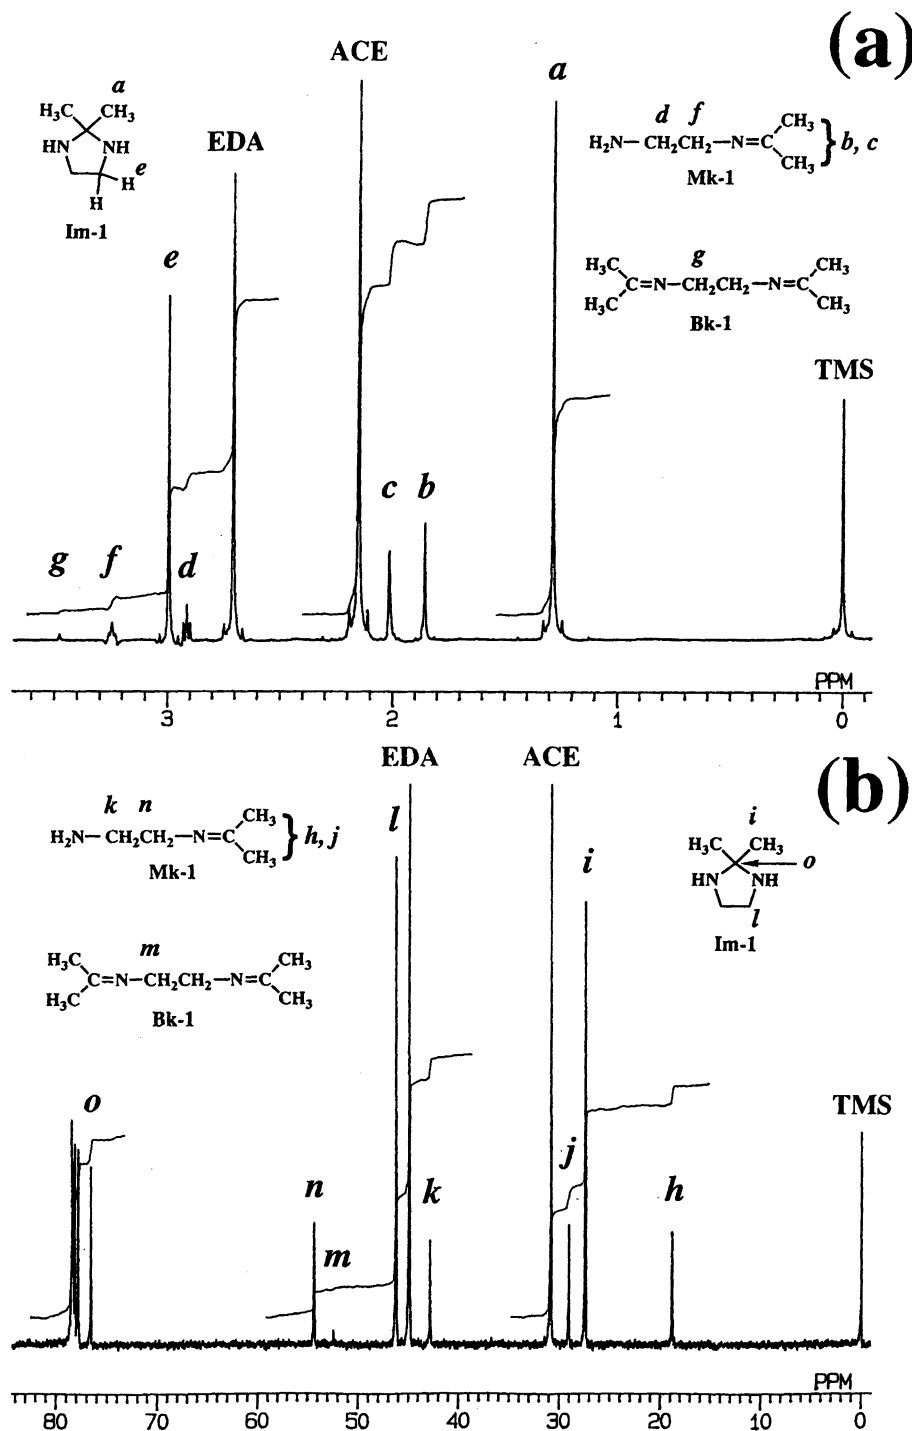 (a)
ACE
a
a
H₃C CH₃
EDA
d f
CH₃
HN NH
H₂N—CH₂CH₂—N=C } b, c
CH₃
e
H
H
Mk-1
Im-1
e
g
H₃C CH₃
C=N—CH₂CH₂—N=C
H₃C CH₃
Bk-1
TMS
c b
g f d
PPM
3 2 1 0
EDA ACE
(b)
k n
l
i
CH₃
H₃C CH₃
H₂N—CH₂CH₂—N=C } h, j
CH₃
o
i
Mk-1
HN NH
l
Im-1
m
H₃C CH₃
C=N—CH₂CH₂—N=C
H₃C CH₃
Bk-1
o
TMS
j
n k h
m
PPM
80 70 60 50 40 30 20 10 0